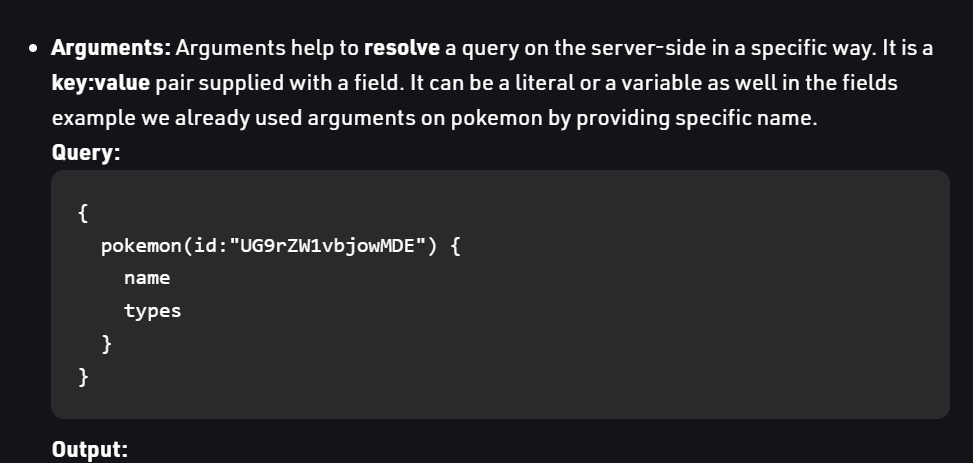 • Arguments: Arguments help to resolve a query on the server-side in a specific way. It is a
key:value pair supplied with a field. It can be a literal or a variable as well in the fields
example we already used arguments on pokemon by providing specific name.
Query:
{
  pokemon(id:"UG9rZW1vbjowMDE") {
    name
    types
  }
}
Output: